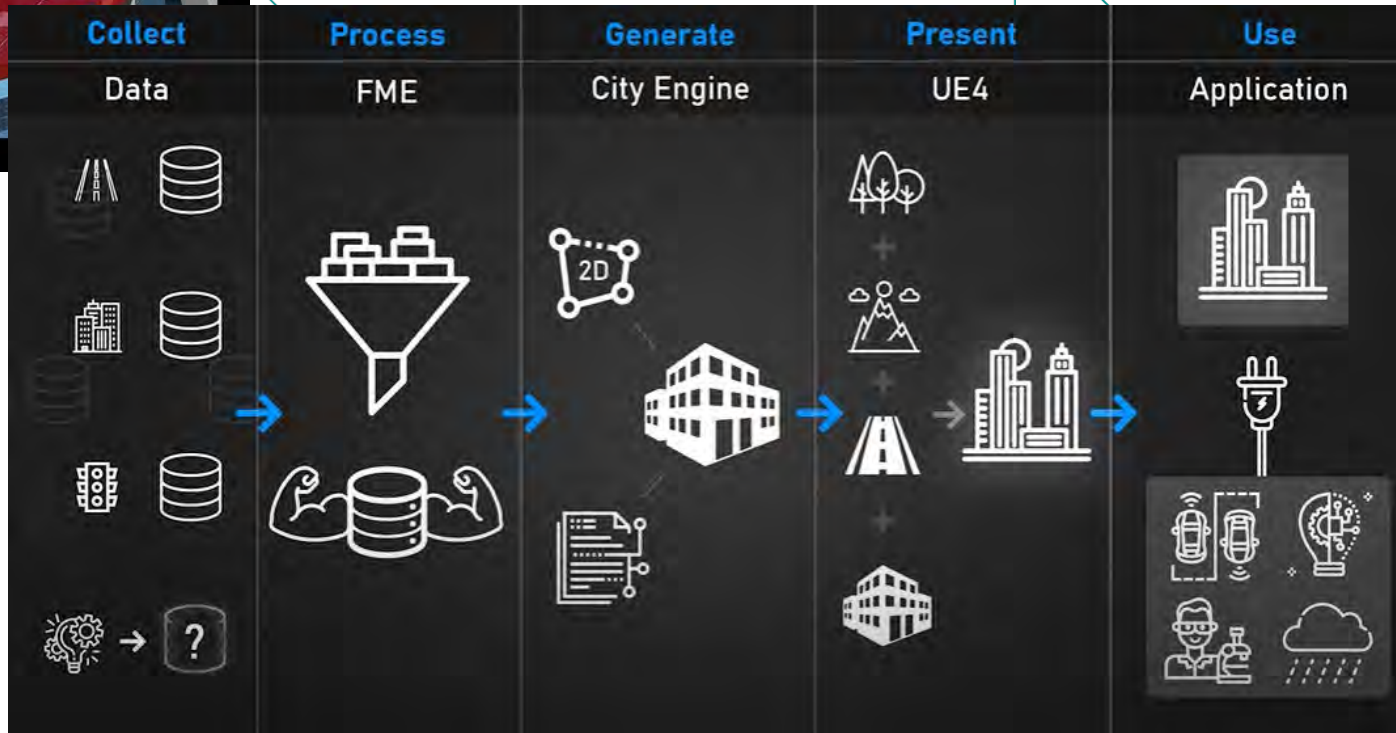 Collect Process Generate Present Use
Data FME City Engine UE4 Application
2D
?